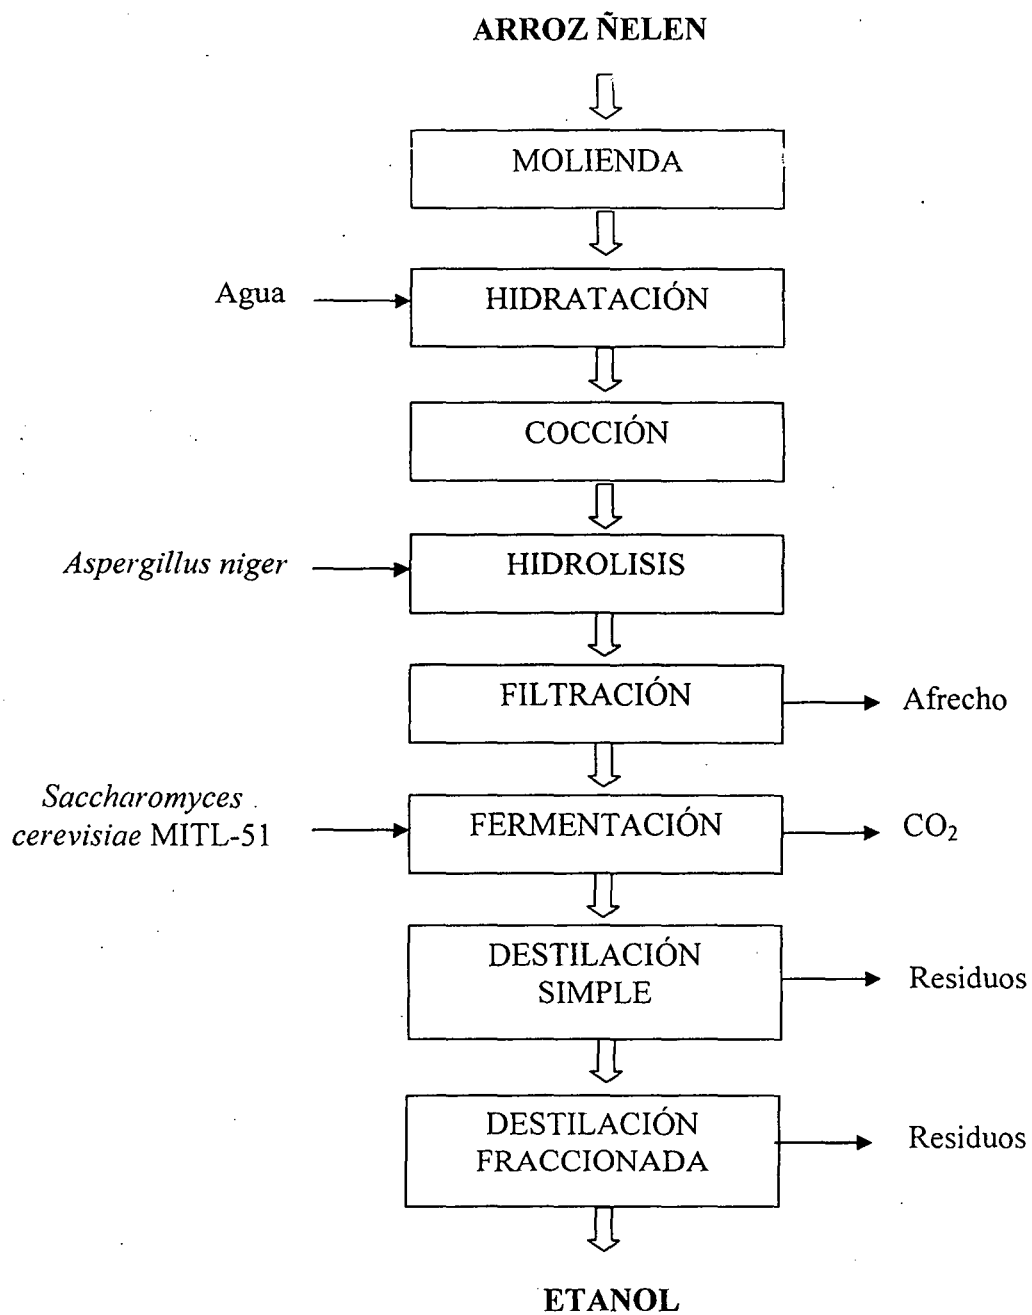 ARROZ ÑELEN
MOLIENDA
Agua
HIDRATACIÓN
COCCIÓN
Aspergillus niger
HIDROLISIS
FILTRACIÓN
Afrecho
Saccharomyces
cerevisiae MITL-51
FERMENTACIÓN
CO₂
DESTILACIÓN
SIMPLE
Residuos
DESTILACIÓN
FRACCIONADA
Residuos
ETANOL